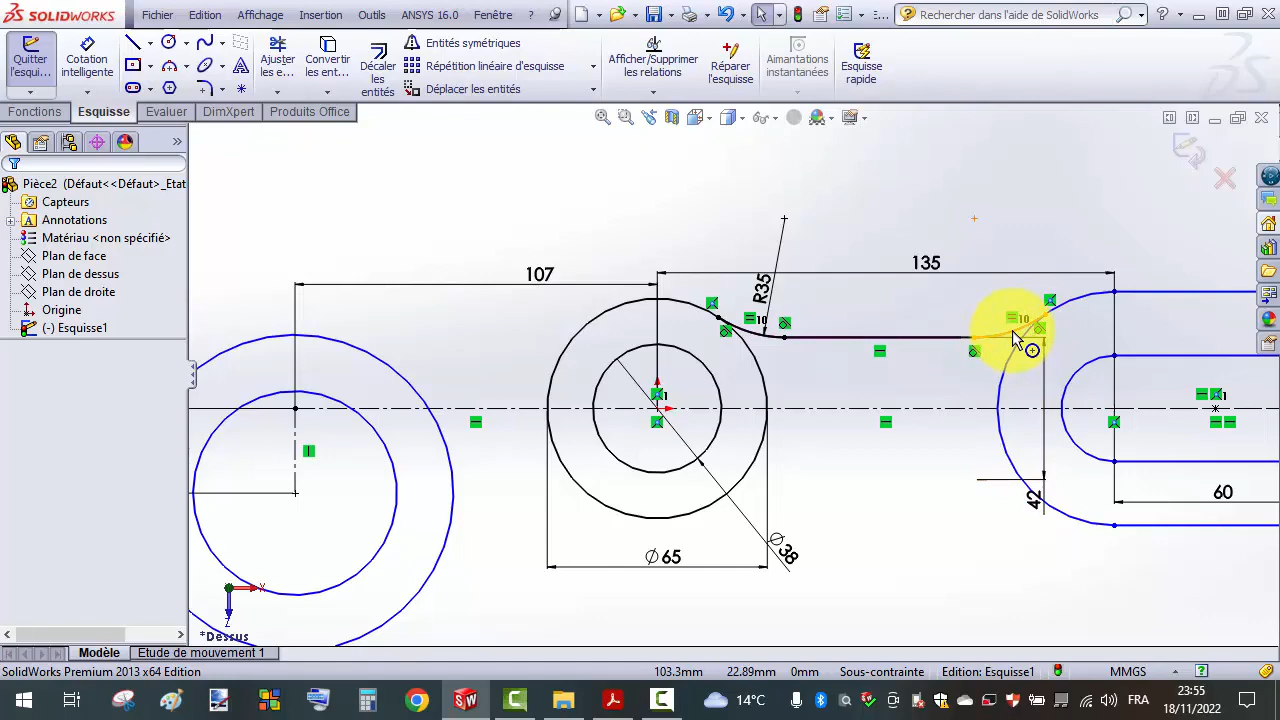 SOLIDWORKS Fichier Edition Affichage Insertion Outils ANSYS 16.0 Fenêtre ? Rechercher dans l'aide de SolidWorks
Quitter l'esqui...
Cotation intelligente
Ajuster les e...
Convertir les ent...
Décaler les entités
Entités symétriques
Répétition linéaire d'esquisse
Déplacer les entités
Afficher/Supprimer les relations
Réparer l'esquisse
Aimantations instantanées
Esquisse rapide
Fonctions Esquisse Evaluer DimXpert Produits Office
Pièce2 (Défaut<<Défaut>_Etat
Capteurs
Annotations
Matériau <non spécifié>
Plan de face
Plan de dessus
Plan de droite
Origine
(-) Esquisse1
107
135
R35
10
10
1
1
42
60
Ø65
Ø38
X
Z
*Dessus
Modèle Etude de mouvement 1
SolidWorks Premium 2013 x64 Edition 103.3mm 22.89mm 0mm Sous-contrainte Edition: Esquisse1 MMGS
14°C FRA 23:55
18/11/2022